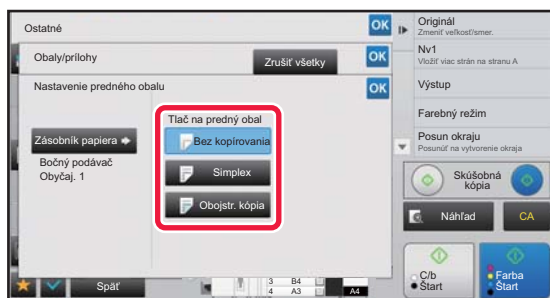 Ostatné
OK
Obaly/prílohy
Zrušiť všetky
OK
Nastavenie predného obalu
OK
Tlač na predný obal
Zásobník papiera
Bočný podávač
Obyčaj. 1
Bez kopírovania
Simplex
Obojstr. kópia
Späť
3 B4
4 A3
A4
Originál
Zmeniť veľkosť/smer.
Nv1
Vložiť viac strán na stranu A
Výstup
Farebný režim
Posun okraju
Posunúť na vytvorenie okraja
Skúšobná
kópia
Náhľad
CA
C/b
Štart
Farba
Štart